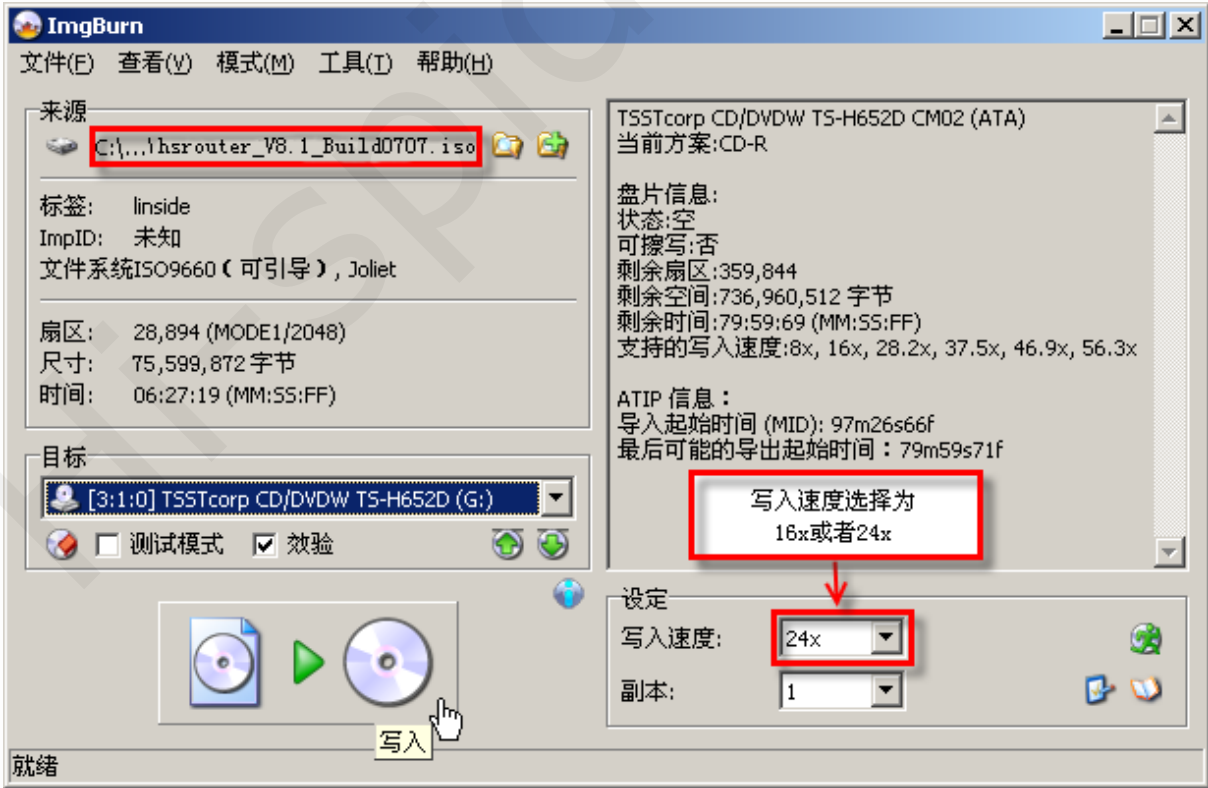 ImgBurn
文件(F) 查看(V) 模式(M) 工具(T) 帮助(H)
来源
C:\...\hsrouter_V8.1_Build0707.iso
标签: linside
ImpID: 未知
文件系统ISO9660（可引导）, Joliet
扇区: 28,894 (MODE1/2048)
尺寸: 75,599,872 字节
时间: 06:27:19 (MM:SS:FF)
目标
[3:1:0] TSSTcorp CD/DVDW TS-H652D (G:)
测试模式 效验
写入
TSSTcorp CD/DVDW TS-H652D CM02 (ATA)
当前方案:CD-R
盘片信息:
状态:空
可擦写:否
剩余扇区:359,844
剩余空间:736,960,512 字节
剩余时间:79:59:69 (MM:SS:FF)
支持的写入速度:8x, 16x, 28.2x, 37.5x, 46.9x, 56.3x
ATIP 信息：
导入起始时间 (MID): 97m26s66f
最后可能的导出起始时间：79m59s71f
写入速度选择为
16x或者24x
设定
写入速度: 24x
副本: 1
就绪
Hi-spid